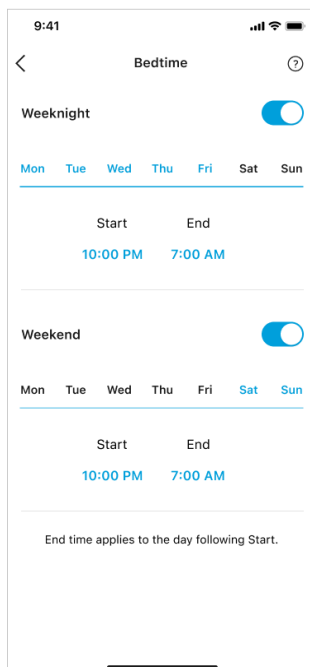 9:41
Bedtime ?
Weeknight
Mon Tue Wed Thu Fri Sat Sun
Start End
10:00 PM 7:00 AM
Weekend
Mon Tue Wed Thu Fri Sat Sun
Start End
10:00 PM 7:00 AM
End time applies to the day following Start.